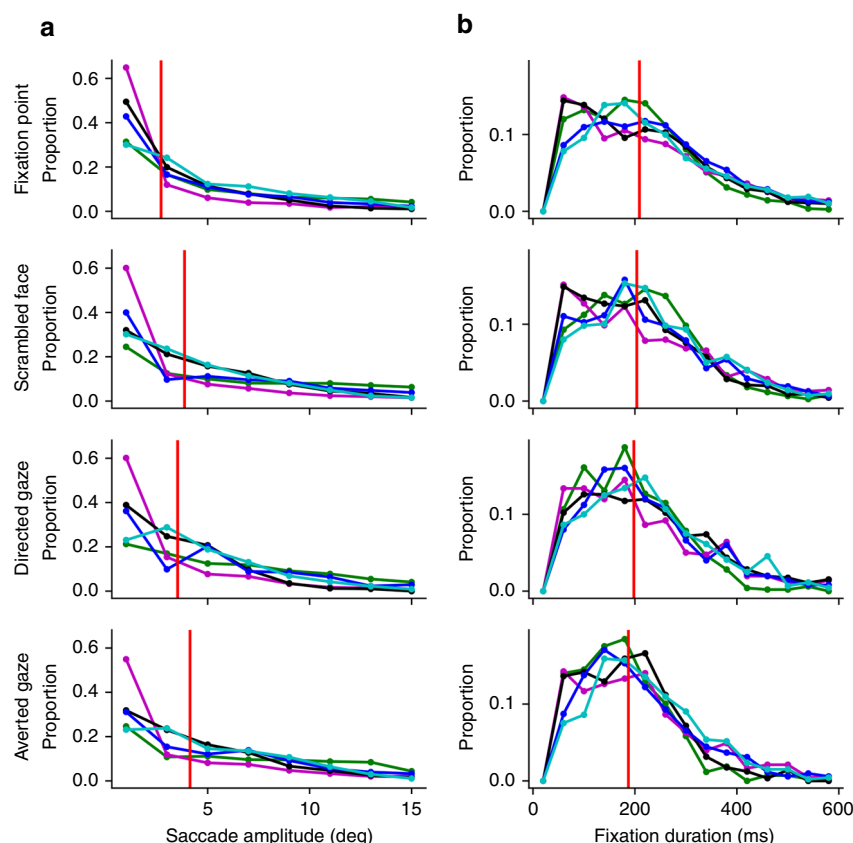 a
b
Fixation point
Proportion
0.6
0.4
0.2
0.0
Proportion
0.1
0.0
Scrambled face
Proportion
0.6
0.4
0.2
0.0
Proportion
0.1
0.0
Directed gaze
Proportion
0.6
0.4
0.2
0.0
Proportion
0.1
0.0
Averted gaze
Proportion
0.6
0.4
0.2
0.0
5
10
15
Saccade amplitude (deg)
Proportion
0.1
0.0
0
200
400
600
Fixation duration (ms)